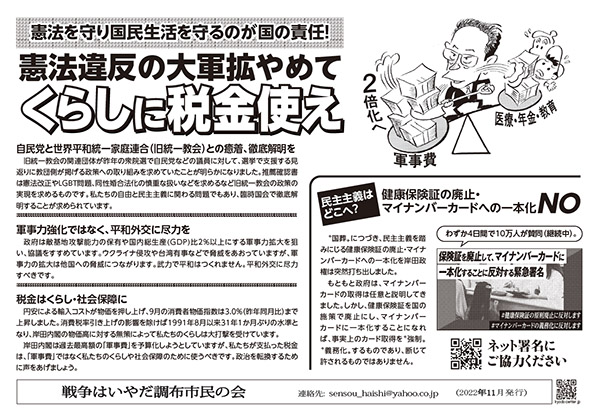 憲法を守り国民生活を守るのが国の責任!
憲法違反の大軍拡やめて
くらしに税金使え
2倍化へ
軍事費
医療・年金・教育
自民党と世界平和統一家庭連合(旧統一教会)との癒着、徹底解明を
旧統一教会の関連団体が昨年の衆院選で自民党などの議員に対して、選挙で支援する見
返りに教団側が掲げる政策への取り組みを求めていたことが明らかになりました。推薦確認書
は憲法改正やLGBT問題、同性婚合法化の慎重な扱いなどを求めるなど旧統一教会の政策の
実現を求めるものです。私たちの自由と民主主義に関わる問題でもあり、臨時国会で徹底解
明することが求められています。
軍事力強化ではなく、平和外交に尽力を
政府は敵基地攻撃能力の保有や国内総生産(GDP)比2%以上にする軍事力拡大を狙
い、協議をすすめています。ウクライナ侵攻や台湾有事などで脅威をあおっていますが、軍
事力の拡大は他国への脅威につながります。武力で平和はつくれません。平和外交に尽力
すべきです。
税金はくらし・社会保障に
円安による輸入コストが物価を押し上げ、9月の消費者物価指数は3.0%(昨年同月比)まで
上昇しました。消費税率引き上げの影響を除けば1991年8月以来31年1か月ぶりの水準と
なり、岸田内閣の物価高に対する無策によって私たちのくらしは大打撃を受けています。
岸田内閣は過去最高額の「軍事費」を予算化しようとしていますが、私たちが支払った税金
は、「軍事費」ではなく私たちのくらしや社会保障のために使うべきです。政治を転換するため
に声をあげましょう。
民主主義は
どこへ?
健康保険証の廃止・
マイナンバーカードへの一本化NO
“国葬„につづき、民主主義を踏
みにじる健康保険証の廃止・マイナ
ンバーカードへの一本化を岸田政
権は突然打ち出しました。
もともと政府は、マイナンバーカ
ードの取得は任意と説明してき
ました。しかし、健康保険証を国の
施策で廃止にし、マイナンバー
カードに一本化することになれ
ば、事実上のカード取得を“強制„
“義務化„するものであり、断じて
許されるものではありません。
わずか4日間で10万人が賛同(継続中)。
保険証を廃止して、マイナンバーカードに
一本化することに反対する緊急署名
#健康保険証の原則廃止に反対します
#マイナンバーカードの義務化に反対します
ネット署名に
ご協力ください
戦争はいやだ調布市民の会
連絡先: sensou_haishi@yahoo.co.jp
(2022年11月発行)